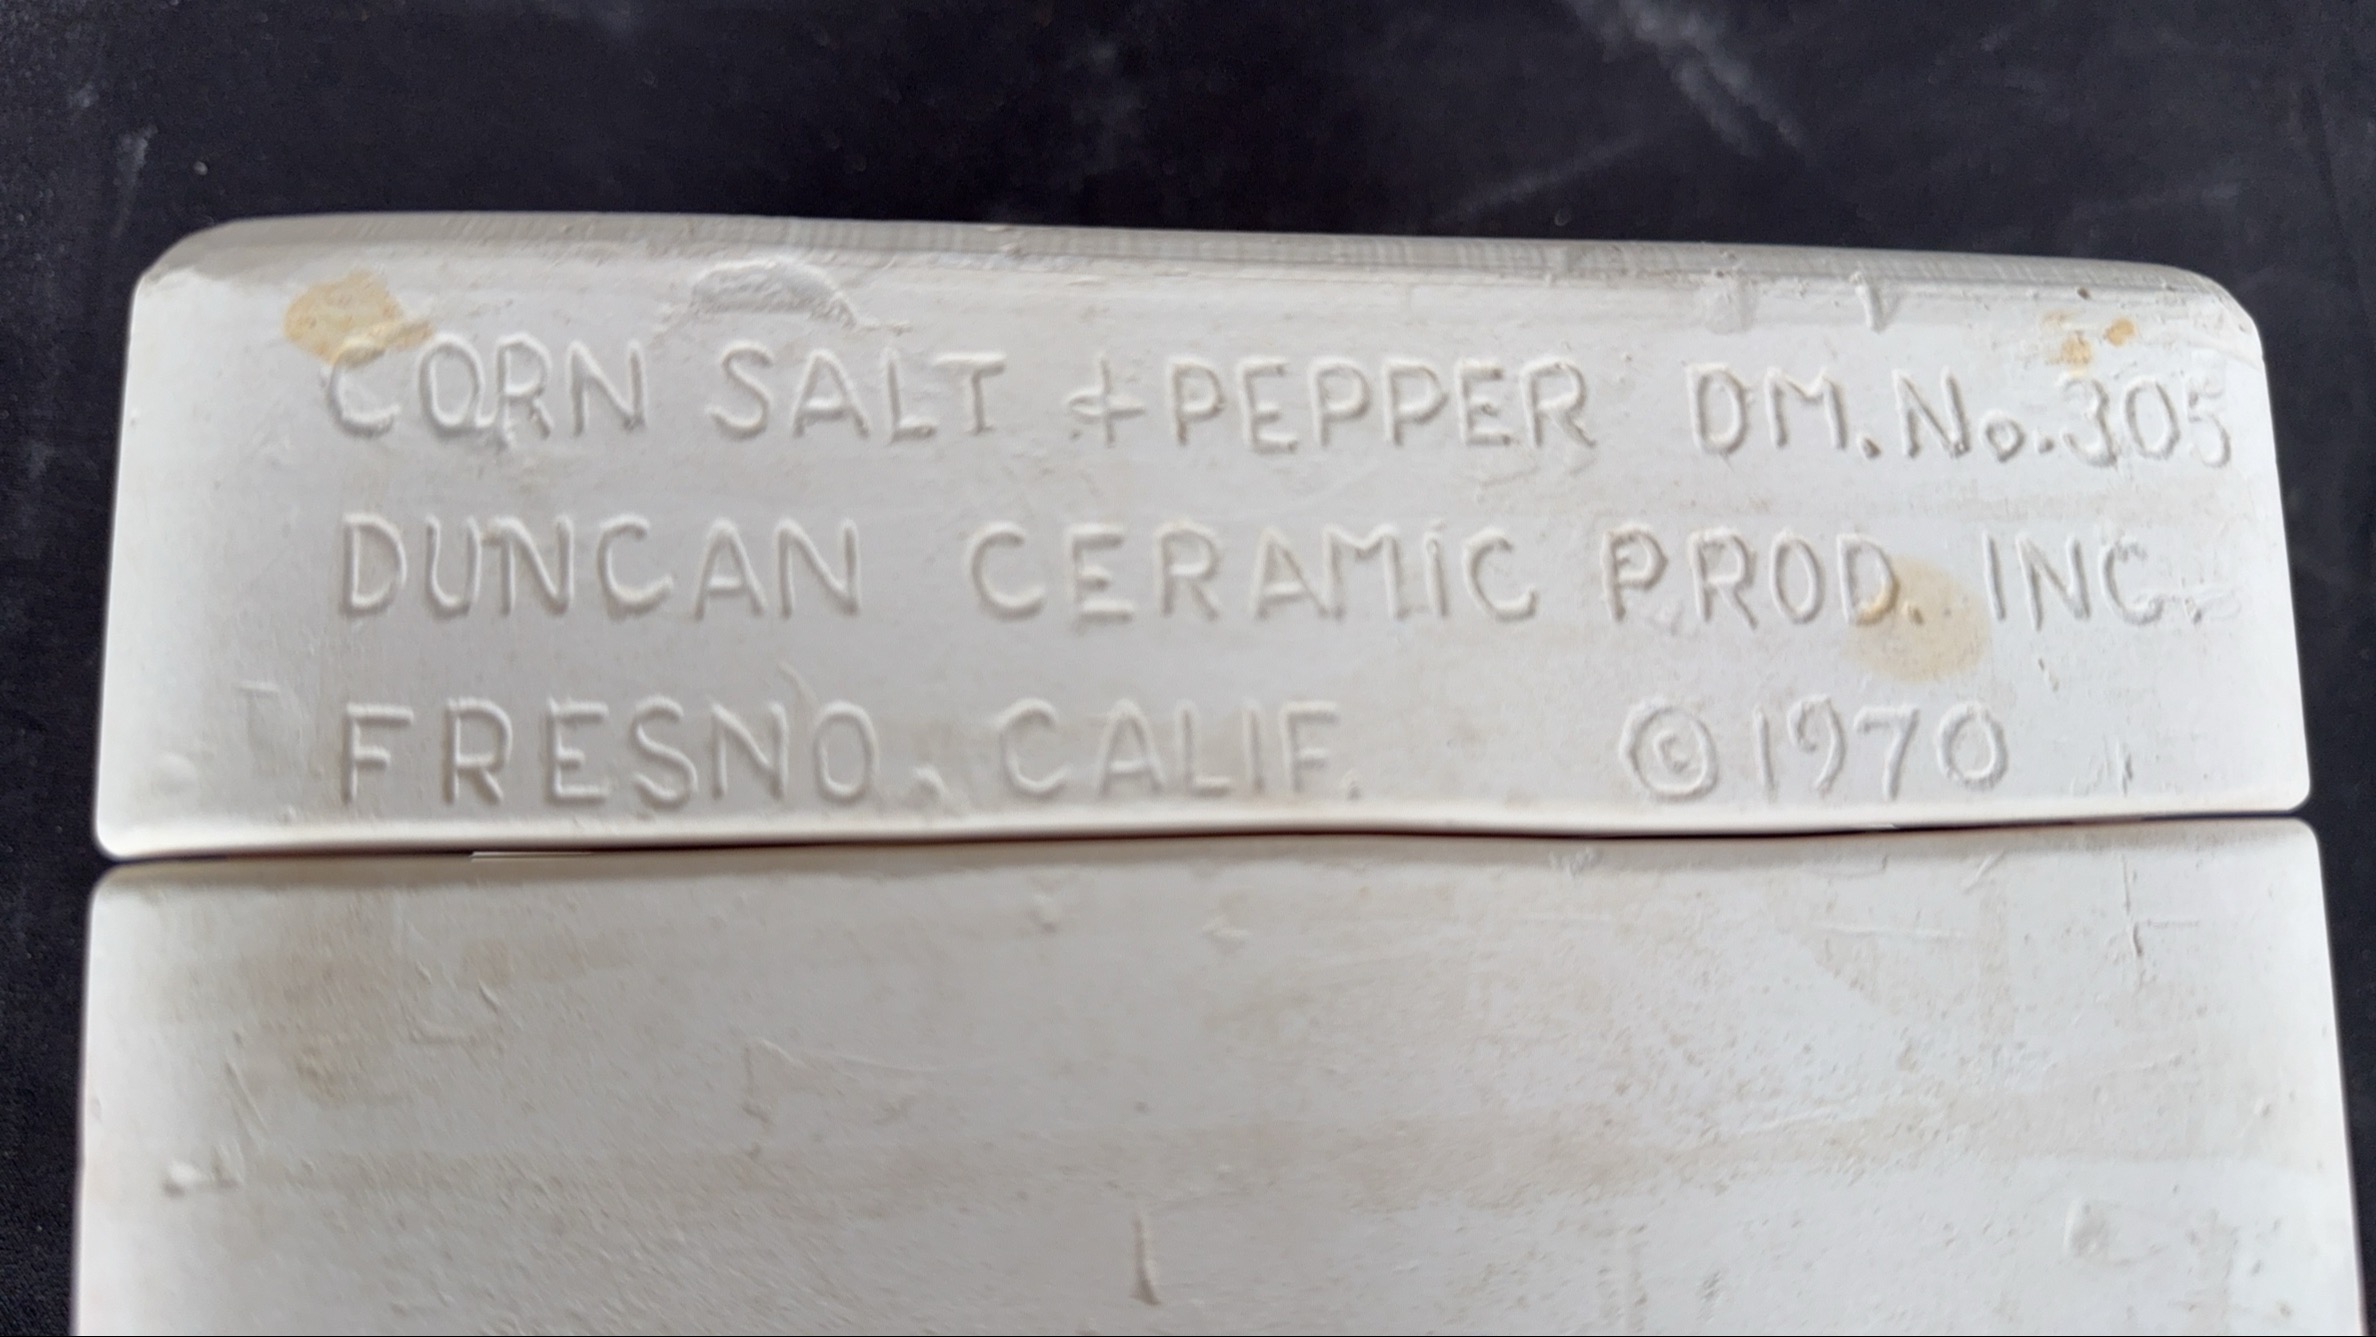 CORN SALT & PEPPER DM. No. 305
DUNCAN CERAMIC PROD. INC.
FRESNO, CALIF. ©1970